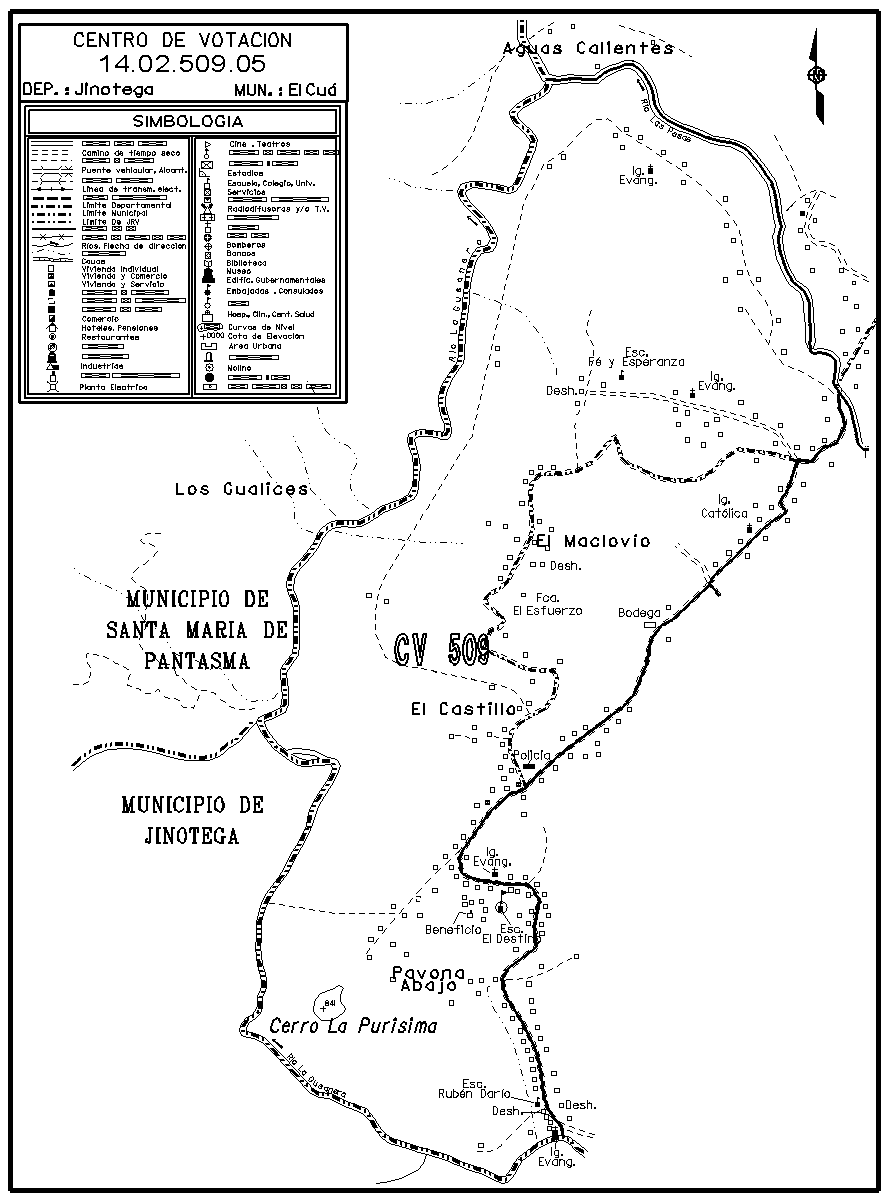 CENTRO DE VOTACION
14.02.509.05
DEP.: Jinotega MUN.: El Cuá
SIMBOLOGIA
Camino de tiempo seco
Puente vehicular, Alcant.
Línea de transm. elect.
Límite Departamental
Límite Municipal
Límite De JRV
Ríos. Flecha de direccion
Cauce
Vivienda Individual
Vivienda y Comercio
Vivienda y Servicio
Comercio
Hoteles, Pensiones
Restaurantes
Industrias
Planta Electrica
Cine. Teatros
Estadios
Escuela, Colegio, Univ.
Servicios
Radiodifusoras y/o T.V.
Bomberos
Bancos
Biblioteca
Museo
Edific. Gubernamentales
Embajadas. Consulados
Hosp., Clin., Cent. Salud
Curvas de Nivel
Cota de Elevación
Area Urbana
Molino
Aguas Calientes
Río Las Pasas
Ig.
Evang.
Río La Gusanera
Esc.
Fé y Esperanza
Ig.
Evang.
Desh.
Los Gualices
Ig.
Católica
El Maclovio
Desh.
Fca.
El Esfuerzo
Bodega
MUNICIPIO DE
SANTA MARIA DE
PANTASMA
CV 509
El Castillo
Policía
MUNICIPIO DE
JINOTEGA
Ig.
Evang.
Beneficio
Esc.
El Destino
Pavona
Abajo
841
Cerro La Purisima
Río La Gusanera
Esc.
Rubén Darío
Desh.
Desh.
Ig.
Evang.